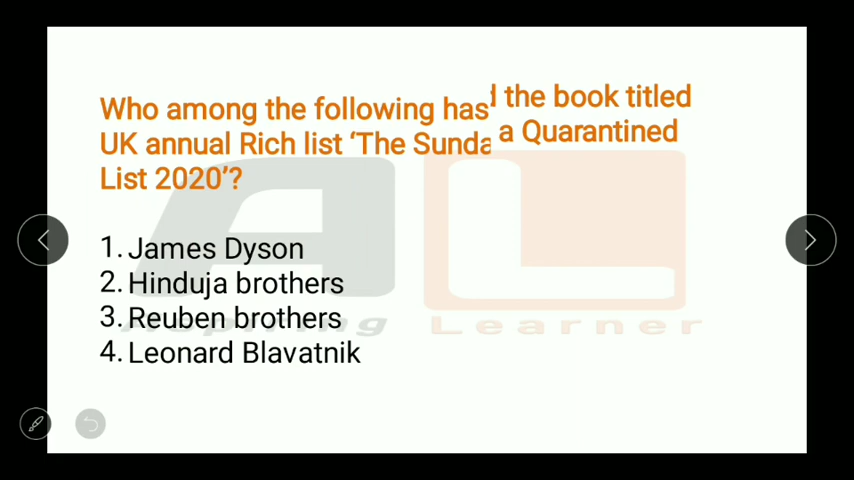 Who among the following has
UK annual Rich list ‘The Sunda
List 2020’?
the book titled
a Quarantined
1. James Dyson
2. Hinduja brothers
3. Reuben brothers
4. Leonard Blavatnik
Learner